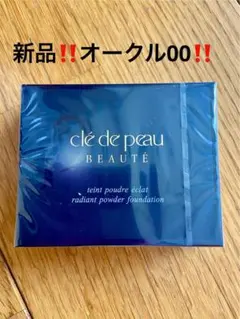 新品‼️オークル00‼️
clé de peau
BEAUTÉ
teint poudre éclat
radiant powder foundation